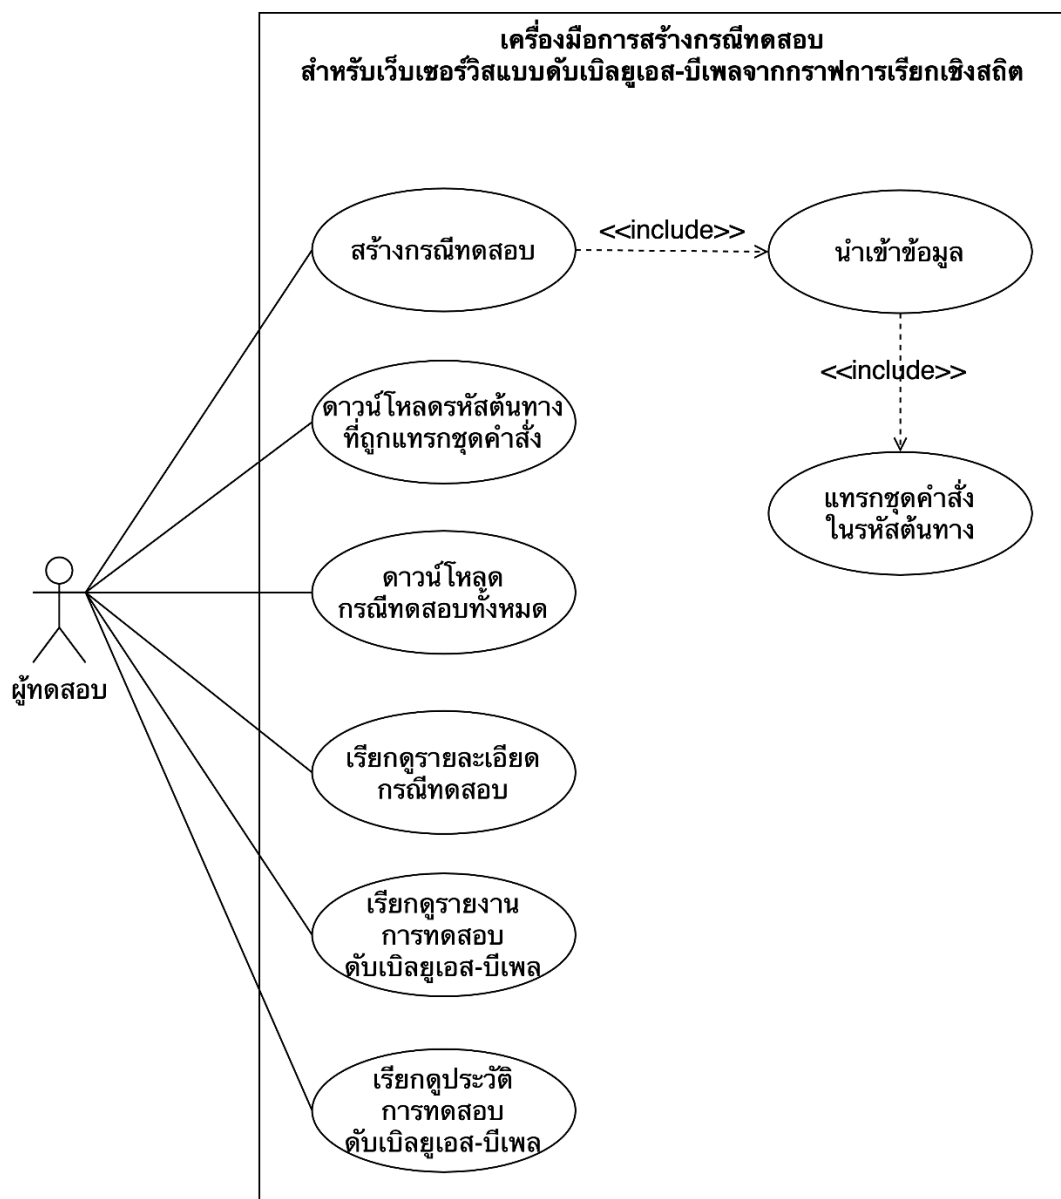 เครื่องมือการสร้างกรณีทดสอบ
สำหรับเว็บเซอร์วิสแบบดับเบิลยูเอส-บีเพลจากกราฟการเรียกเชิงสถิต
สร้างกรณีทดสอบ
<<include>>
นำเข้าข้อมูล
<<include>>
แทรกชุดคำสั่ง
ในรหัสต้นทาง
ดาวน์โหลดรหัสต้นทาง
ที่ถูกแทรกชุดคำสั่ง
ดาวน์โหลด
กรณีทดสอบทั้งหมด
ผู้ทดสอบ
เรียกดูรายละเอียด
กรณีทดสอบ
เรียกดูรายงาน
การทดสอบ
ดับเบิลยูเอส-บีเพล
เรียกดูประวัติ
การทดสอบ
ดับเบิลยูเอส-บีเพล